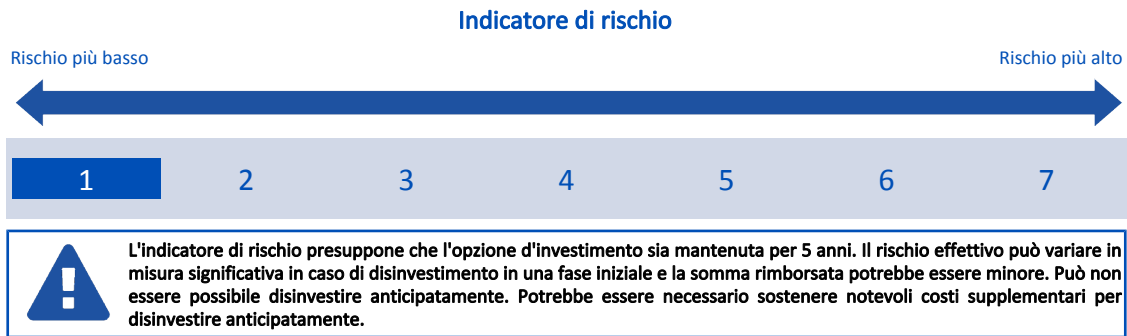 Indicatore di rischio
Rischio più basso Rischio più alto
1 2 3 4 5 6 7
L'indicatore di rischio presuppone che l'opzione d'investimento sia mantenuta per 5 anni. Il rischio effettivo può variare in
misura significativa in caso di disinvestimento in una fase iniziale e la somma rimborsata potrebbe essere minore. Può non
essere possibile disinvestire anticipatamente. Potrebbe essere necessario sostenere notevoli costi supplementari per
disinvestire anticipatamente.